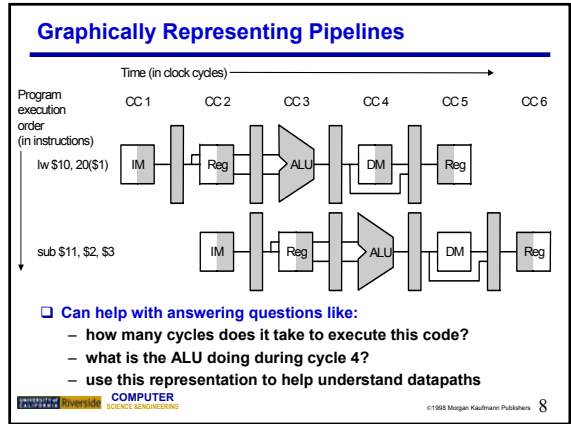 Graphically Representing Pipelines
Time (in clock cycles)
Program
execution
order
(in instructions)
CC 1 CC 2 CC 3 CC 4 CC 5 CC 6
lw $10, 20($1) IM Reg ALU DM Reg
sub $11, $2, $3 IM Reg ALU DM Reg
❑ Can help with answering questions like:
– how many cycles does it take to execute this code?
– what is the ALU doing during cycle 4?
– use this representation to help understand datapaths
Riverside COMPUTER
SCIENCE &ENGINEERING
©1998 Morgan Kaufmann Publishers 8